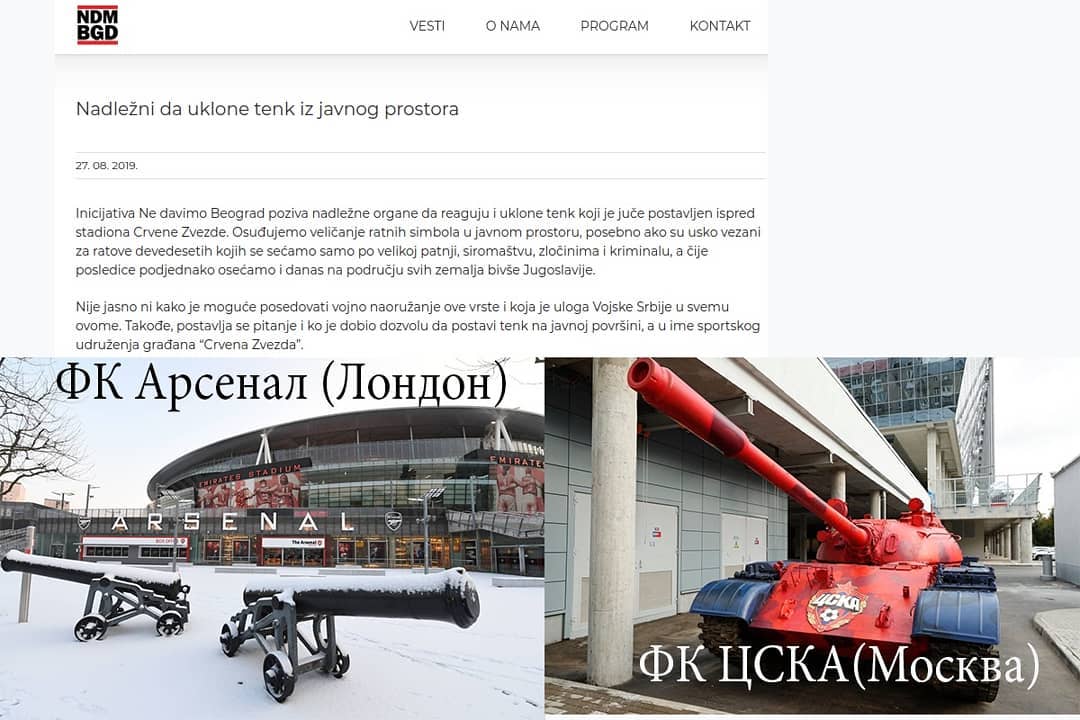 NDM
BGD
VESTI O NAMA PROGRAM KONTAKT
Nadležni da uklone tenk iz javnog prostora
27. 08. 2019.
Inicijativa Ne davimo Beograd poziva nadležne organe da reaguju i uklone tenk koji je juče postavljen ispred
stadiona Crvene Zvezde. Osuđujemo veličanje ratnih simbola u javnom prostoru, posebno ako su usko vezani
za ratove devedesetih kojih se sećamo samo po velikoj patnji, siromaštvu, zločinima i kriminalu, a čije
posledice podjednako osećamo i danas na području svih zemalja bivše Jugoslavije.
Nije jasno ni kako je moguće posedovati vojno naoružanje ove vrste i koja je uloga Vojske Srbije u svemu
ovome. Takođe, postavlja se pitanje i ko je dobio dozvolu da postavi tenk na javnoj površini, a u ime sportskog
udruženja građana “Crvena Zvezda”.
ФК Арсенал (Лондон)
EMIRATES STADIUM
EMIRATES
ARSENAL
BOX OFFICE
The Arsenal
ЦСКА
ФК ЦСКА(Москва)